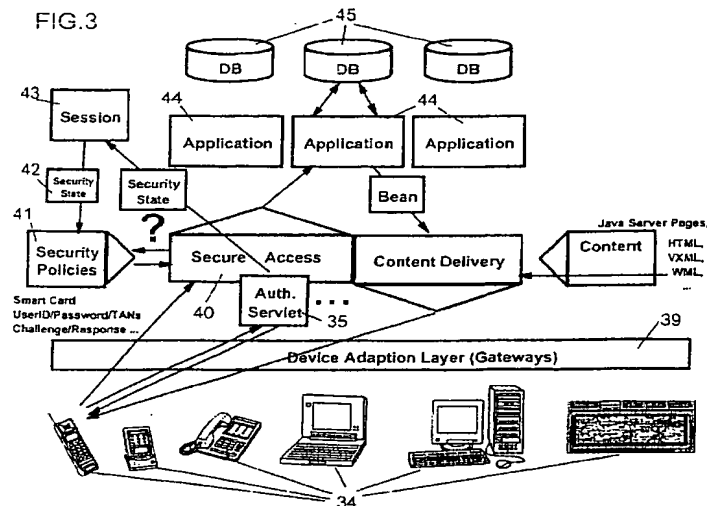 FIG.3
45
DB
DB
DB
43
Session
44
44
Application
Application
Application
42
Security
State
Security
State
Bean
41
?
Security
Policies
Secure Access
Content Delivery
Java Server Pages,
Content
HTML,
VXML,
WML,
...
Smart Card
UserID/Password/TANs
Challenge/Response ...
40
Auth.
Servlet
35
...
39
Device Adaption Layer (Gateways)
34